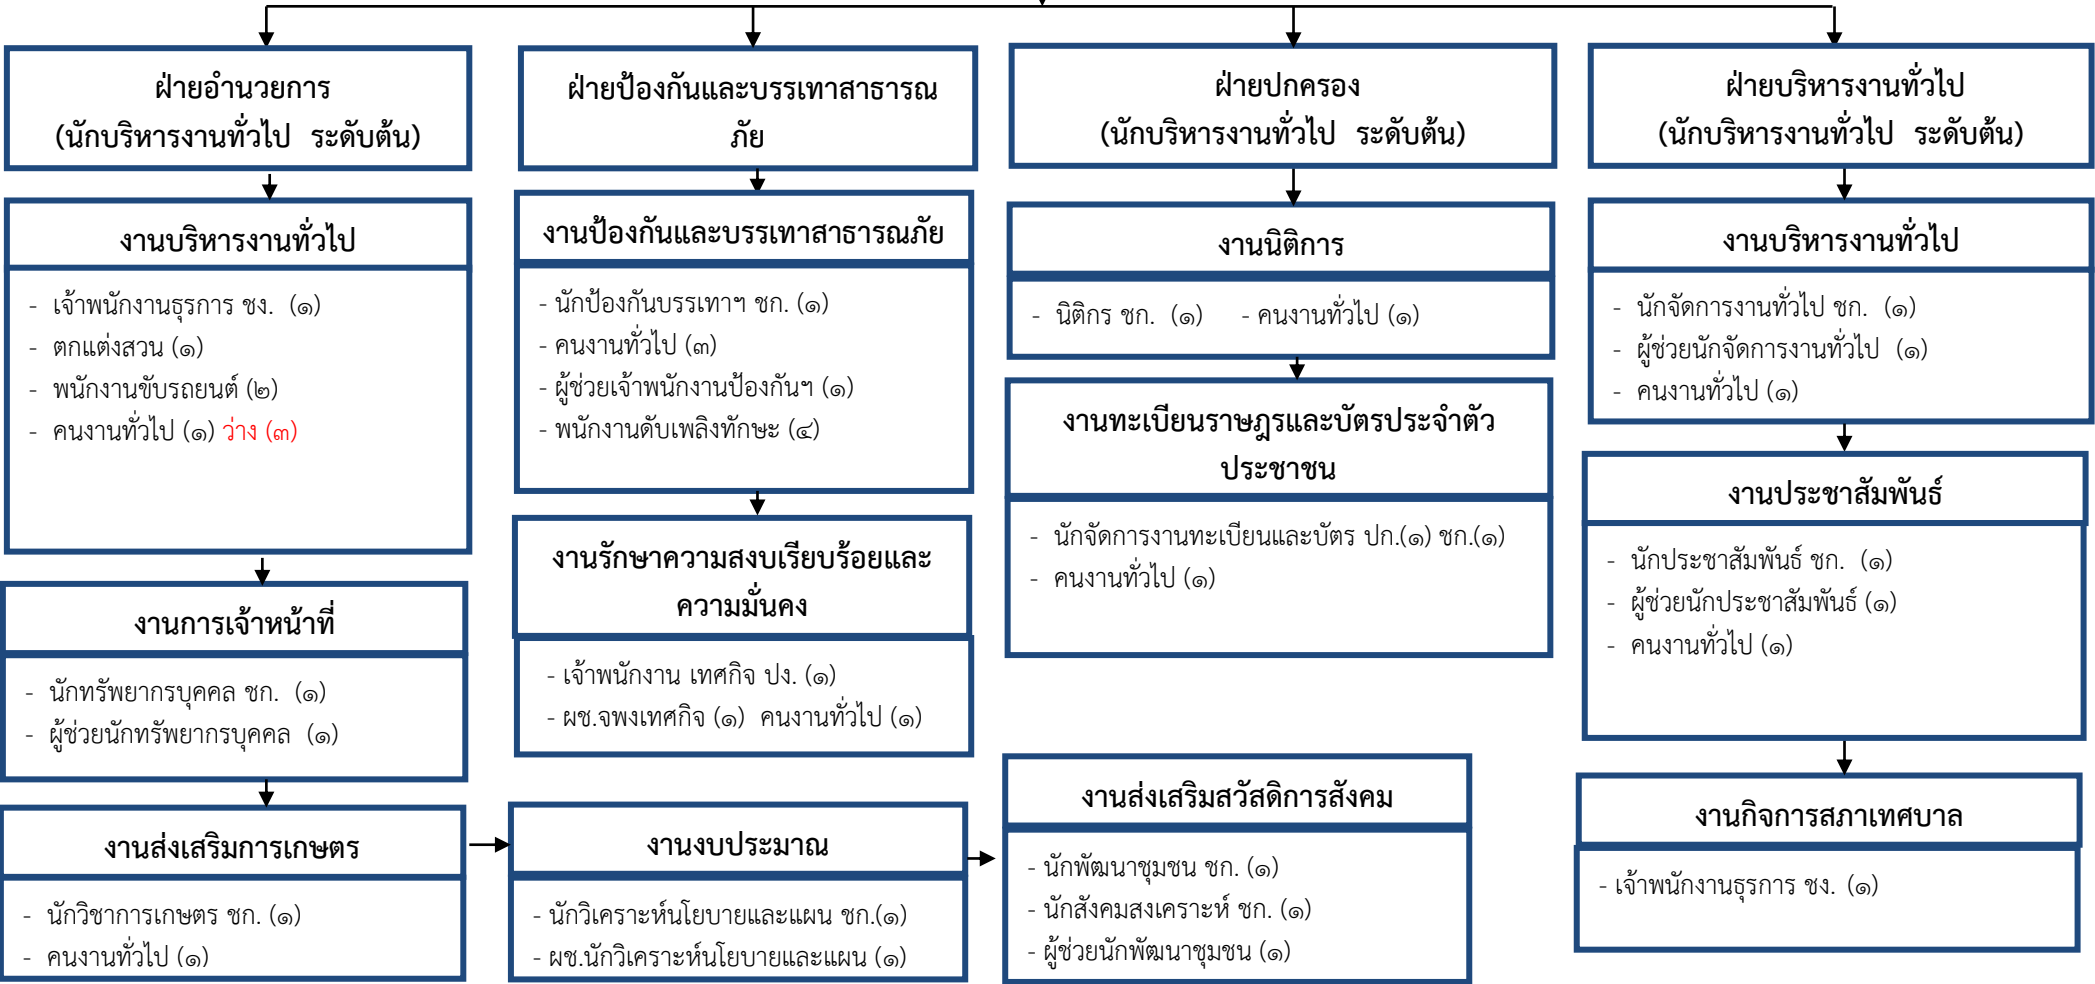 ฝ่ายอำนวยการ
(นักบริหารงานทั่วไป ระดับต้น)
งานบริหารงานทั่วไป
- เจ้าพนักงานธุรการ ชง. (๑)
- ตกแต่งสวน (๑)
- พนักงานขับรถยนต์ (๒)
- คนงานทั่วไป (๑) ว่าง (๓)
งานการเจ้าหน้าที่
- นักทรัพยากรบุคคล ชก. (๑)
- ผู้ช่วยนักทรัพยากรบุคคล (๑)
งานส่งเสริมการเกษตร
- นักวิชาการเกษตร ชก. (๑)
- คนงานทั่วไป (๑)
ฝ่ายป้องกันและบรรเทาสาธารณ
ภัย
งานป้องกันและบรรเทาสาธารณภัย
- นักป้องกันบรรเทาฯ ชก. (๑)
- คนงานทั่วไป (๓)
- ผู้ช่วยเจ้าพนักงานป้องกันฯ (๑)
- พนักงานดับเพลิงทักษะ (๔)
งานรักษาความสงบเรียบร้อยและ
ความมั่นคง
- เจ้าพนักงาน เทศกิจ ปง. (๑)
- ผช.จพงเทศกิจ (๑) คนงานทั่วไป (๑)
งานงบประมาณ
- นักวิเคราะห์นโยบายและแผน ชก.(๑)
- ผช.นักวิเคราะห์นโยบายและแผน (๑)
ฝ่ายปกครอง
(นักบริหารงานทั่วไป ระดับต้น)
งานนิติการ
- นิติกร ชก. (๑) - คนงานทั่วไป (๑)
งานทะเบียนราษฎรและบัตรประจำตัว
ประชาชน
- นักจัดการงานทะเบียนและบัตร ปก.(๑) ชก.(๑)
- คนงานทั่วไป (๑)
งานส่งเสริมสวัสดิการสังคม
- นักพัฒนาชุมชน ชก. (๑)
- นักสังคมสงเคราะห์ ชก. (๑)
- ผู้ช่วยนักพัฒนาชุมชน (๑)
ฝ่ายบริหารงานทั่วไป
(นักบริหารงานทั่วไป ระดับต้น)
งานบริหารงานทั่วไป
- นักจัดการงานทั่วไป ชก. (๑)
- ผู้ช่วยนักจัดการงานทั่วไป (๑)
- คนงานทั่วไป (๑)
งานประชาสัมพันธ์
- นักประชาสัมพันธ์ ชก. (๑)
- ผู้ช่วยนักประชาสัมพันธ์ (๑)
- คนงานทั่วไป (๑)
งานกิจการสภาเทศบาล
- เจ้าพนักงานธุรการ ชง. (๑)